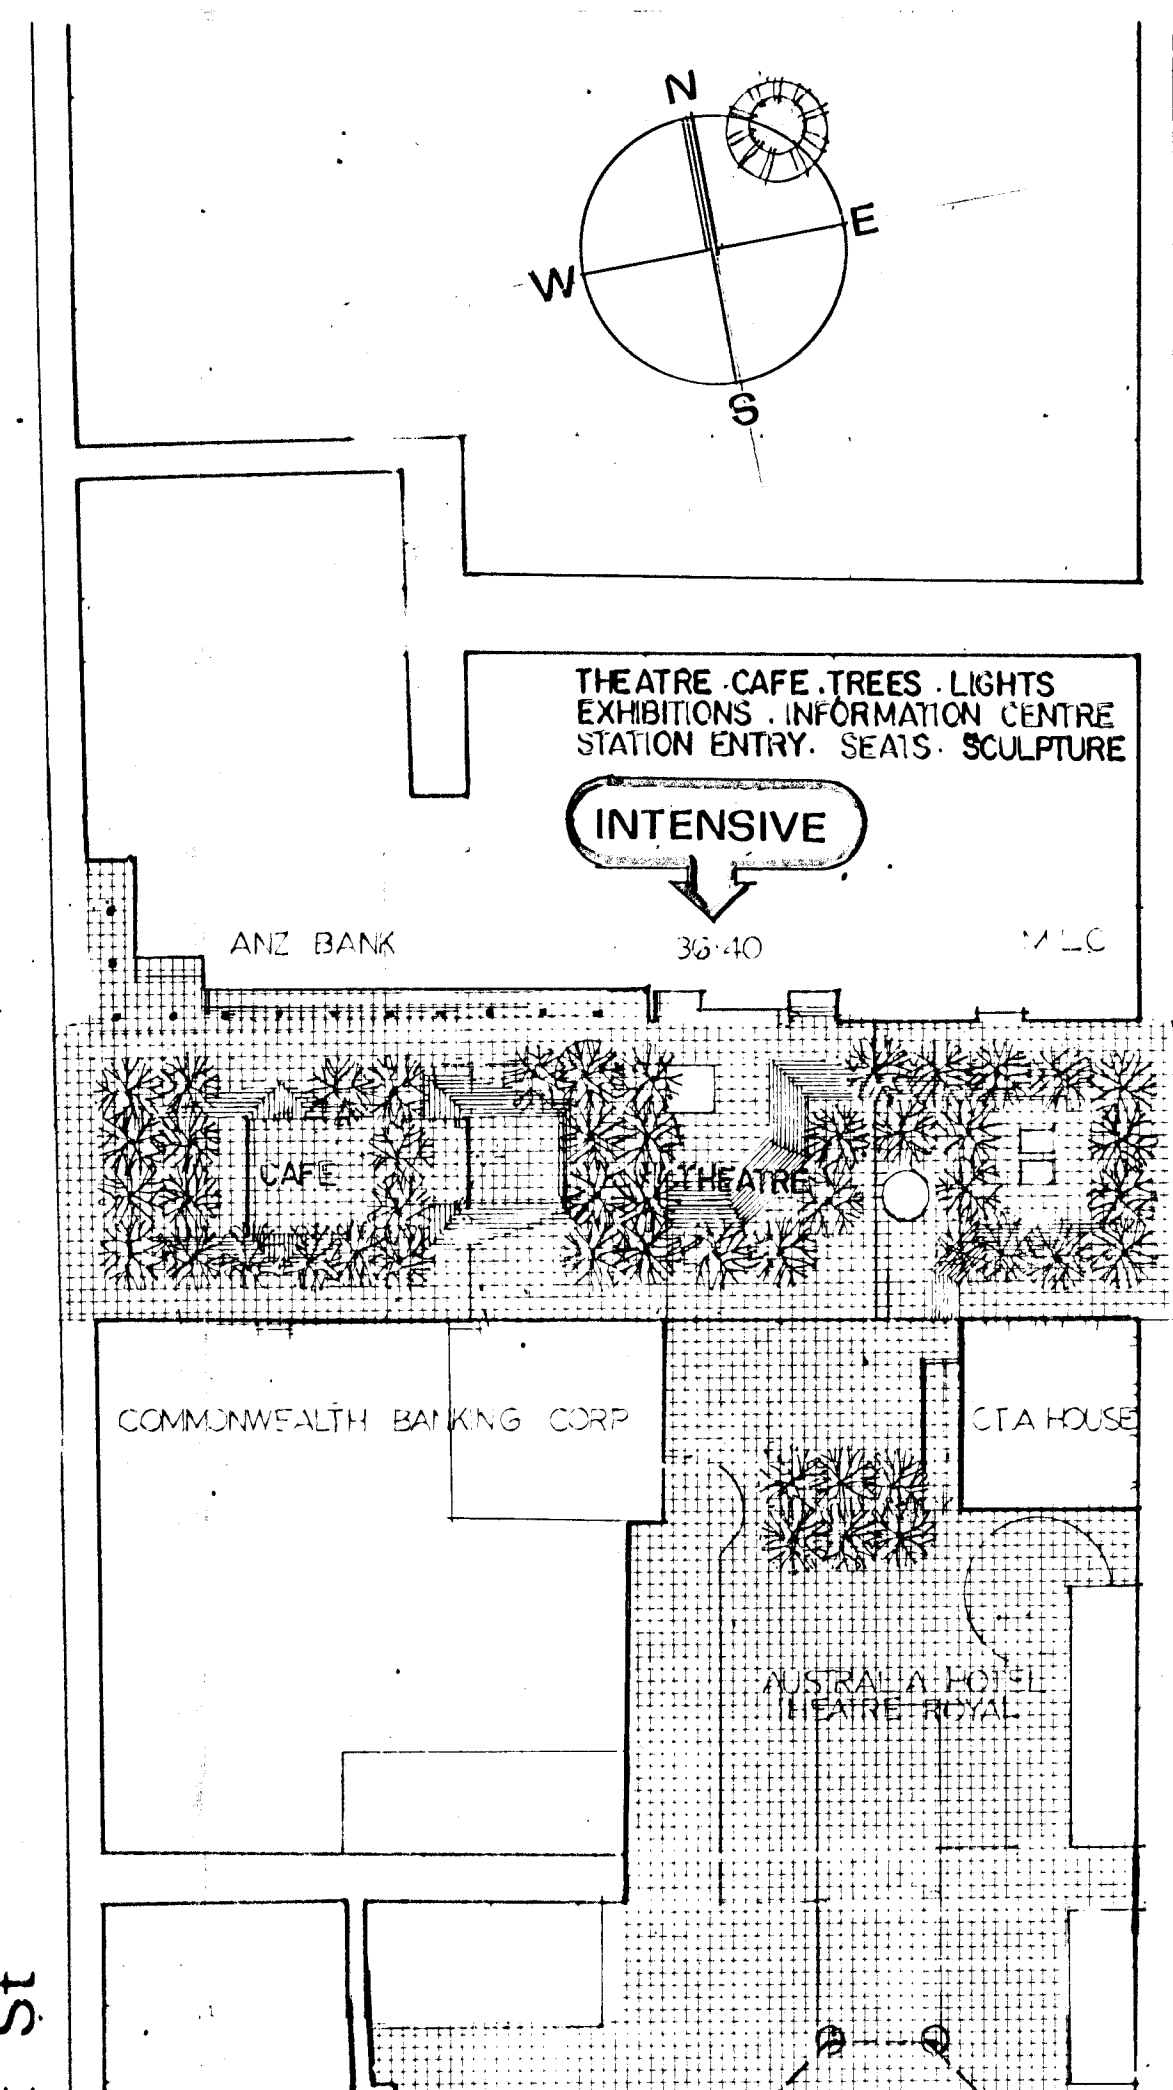 N
E
W
S
THEATRE · CAFE · TREES · LIGHTS
EXHIBITIONS · INFORMATION CENTRE
STATION ENTRY · SEATS · SCULPTURE
INTENSIVE
ANZ BANK
36·40
MLC
CAFE
THEATRE
COMMONWEALTH BANKING CORP
CTA HOUSE
AUSTRALIA HOTEL
THEATRE ROYAL
St